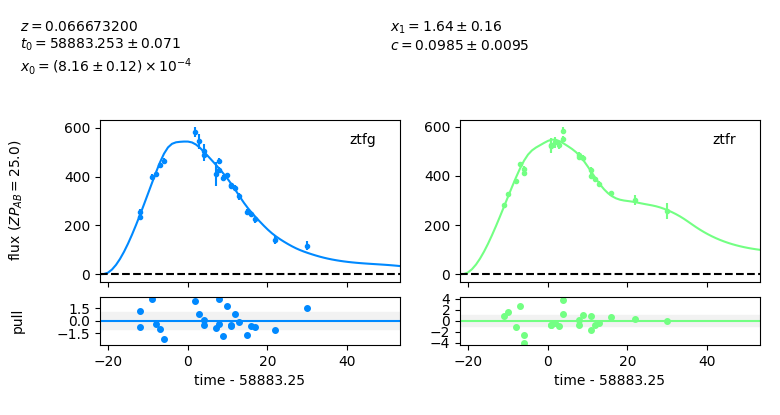 z = 0.066673200
t₀ = 58883.253 ± 0.071
x₀ = (8.16 ± 0.12) × 10⁻⁴
x₁ = 1.64 ± 0.16
c = 0.0985 ± 0.0095
flux (ZP_AB = 25.0)
600
400
200
0
ztfg
600
400
200
0
ztfr
pull
1.5
0.0
−1.5
4
2
0
−2
−4
−20 0 20 40
−20 0 20 40
time - 58883.25
time - 58883.25